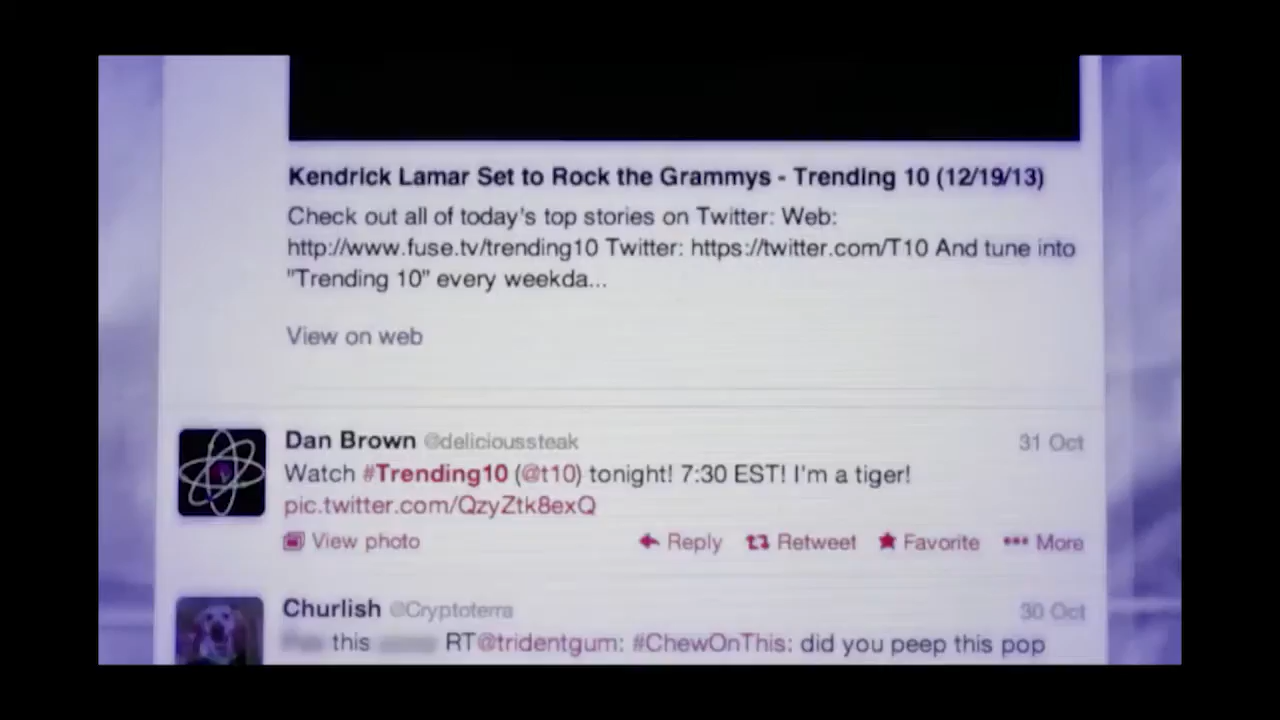 Kendrick Lamar Set to Rock the Grammys - Trending 10 (12/19/13)
Check out all of today's top stories on Twitter: Web:
http://www.fuse.tv/trending10 Twitter: https://twitter.com/T10 And tune into
"Trending 10" every weekda...
View on web
Dan Brown @delicioussteak 31 Oct
Watch #Trending10 (@t10) tonight! 7:30 EST! I'm a tiger!
pic.twitter.com/QzyZtk8exQ
View photo Reply Retweet Favorite More
Churlish @Cryptoterra 30 Oct
this RT@tridentgum: #ChewOnThis: did you peep this pop